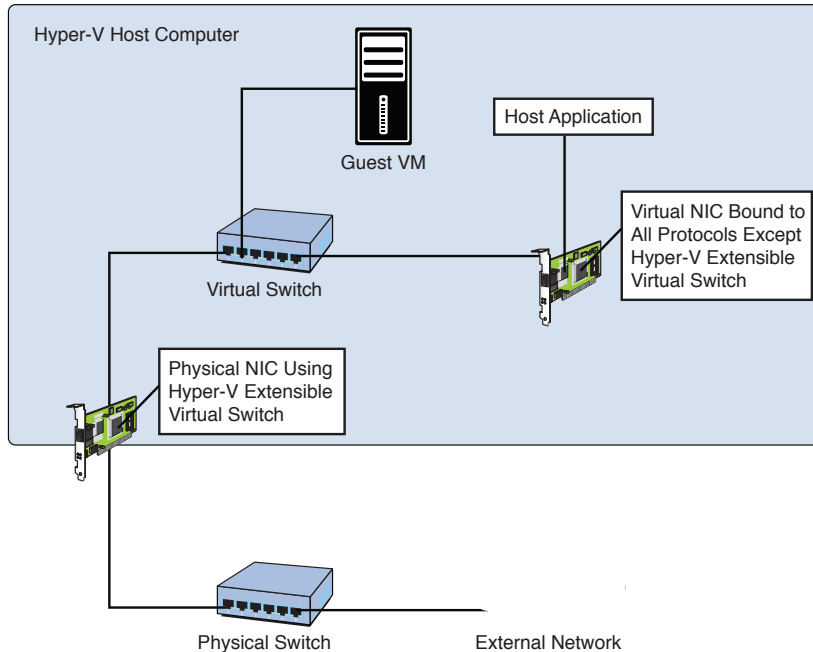 Hyper-V Host Computer
Guest VM
Host Application
Virtual NIC Bound to
All Protocols Except
Hyper-V Extensible
Virtual Switch
Virtual Switch
Physical NIC Using
Hyper-V Extensible
Virtual Switch
Physical Switch
External Network